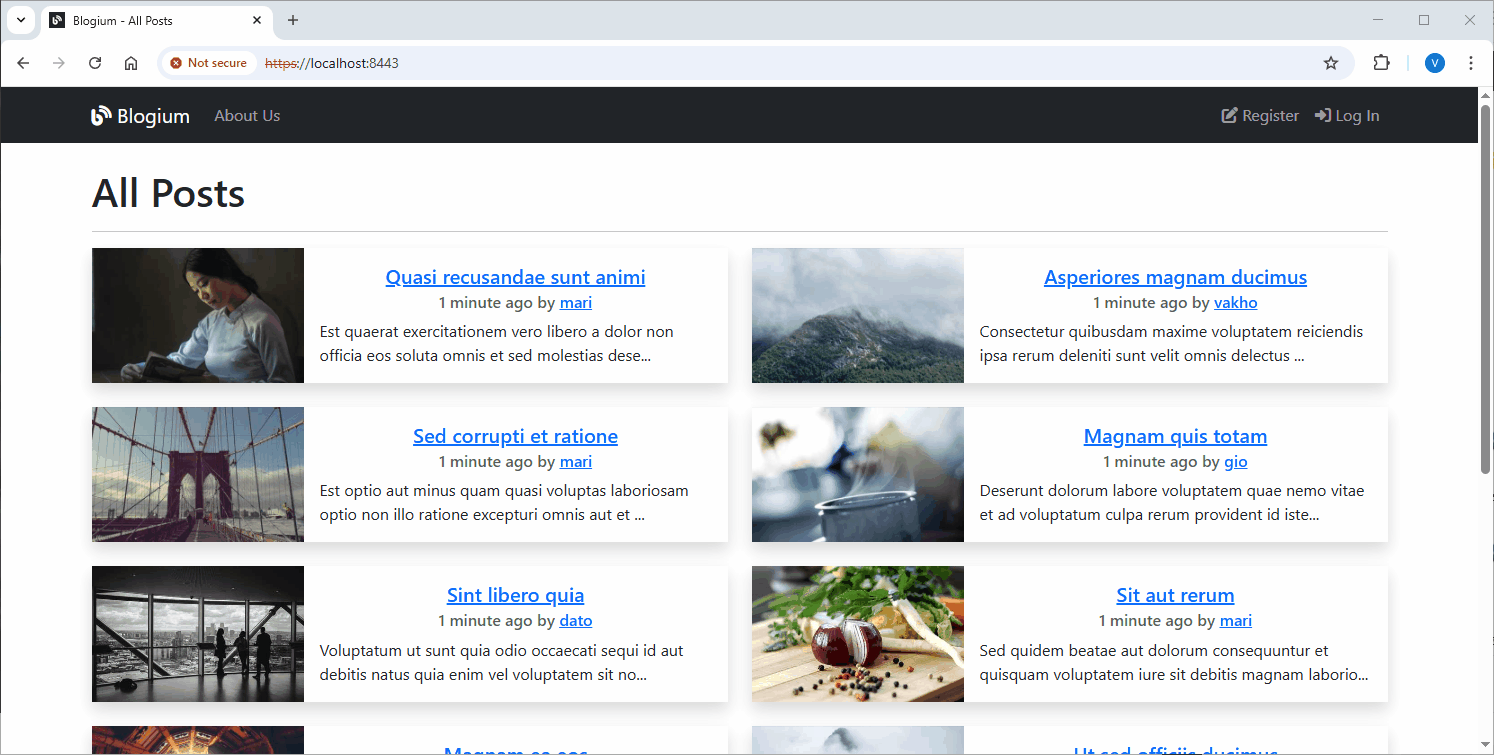 Blogium - All Posts
Not secure https://localhost:8443
V
Blogium About Us Register Log In
All Posts
Quasi recusandae sunt animi
1 minute ago by mari
Est quaerat exercitationem vero libero a dolor non
officia eos soluta omnis et sed molestias dese...
Asperiores magnam ducimus
1 minute ago by vakho
Consectetur quibusdam maxime voluptatem reiciendis
ipsa rerum deleniti sunt velit omnis delectus ...
Sed corrupti et ratione
1 minute ago by mari
Est optio aut minus quam quasi voluptas laboriosam
optio non illo ratione excepturi omnis aut et ...
Magnam quis totam
1 minute ago by gio
Deserunt dolorum labore voluptatem quae nemo vitae
et ad voluptatum culpa rerum provident id iste...
Sint libero quia
1 minute ago by dato
Voluptatum ut sunt quia odio occaecati sequi id aut
debitis natus quia enim vel voluptatem sit no...
Sit aut rerum
1 minute ago by mari
Sed quidem beatae aut dolorum consequuntur et
quisquam voluptatem iure sit debitis magnam laborio...
Magnam ea eos
Ut sed officiis ducimus